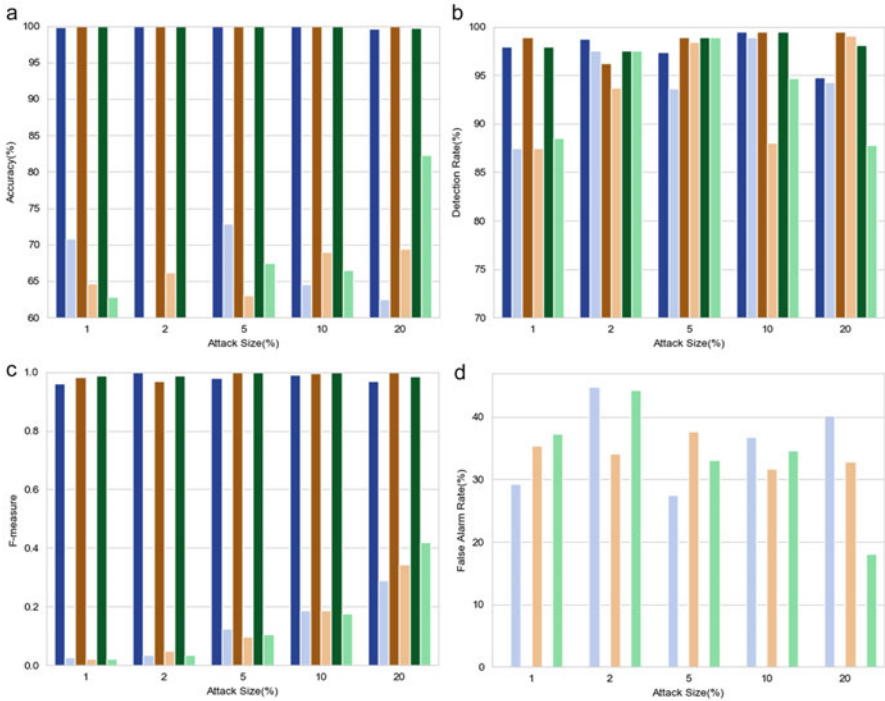 a
Accuracy(%)
100
95
90
85
80
75
70
65
60
1 2 5 10 20
Attack Size(%)
b
Detection Rate(%)
100
95
90
85
80
75
70
1 2 5 10 20
Attack Size(%)
c
F-measure
1.0
0.8
0.6
0.4
0.2
0.0
1 2 5 10 20
Attack Size(%)
d
False Alarm Rate(%)
40
30
20
10
0
1 2 5 10 20
Attack Size(%)